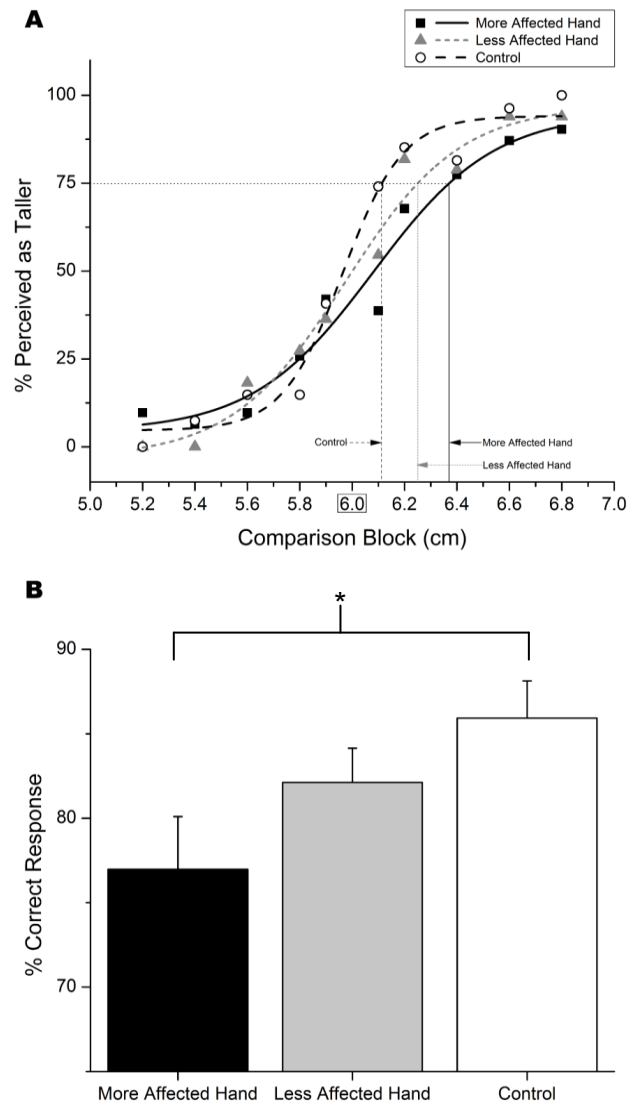 A
More Affected Hand
Less Affected Hand
Control
100
75
50
25
0
% Perceived as Taller
Control
More Affected Hand
Less Affected Hand
5.0 5.2 5.4 5.6 5.8 6.0 6.2 6.4 6.6 6.8 7.0
Comparison Block (cm)
B
*
90
80
70
% Correct Response
More Affected Hand Less Affected Hand Control